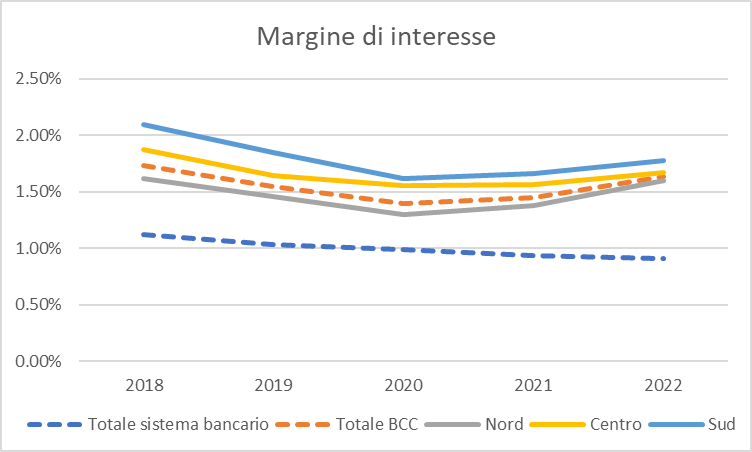 Margine di interesse
2.50%
2.00%
1.50%
1.00%
0.50%
0.00%
2018 2019 2020 2021 2022
Totale sistema bancario Totale BCC Nord Centro Sud